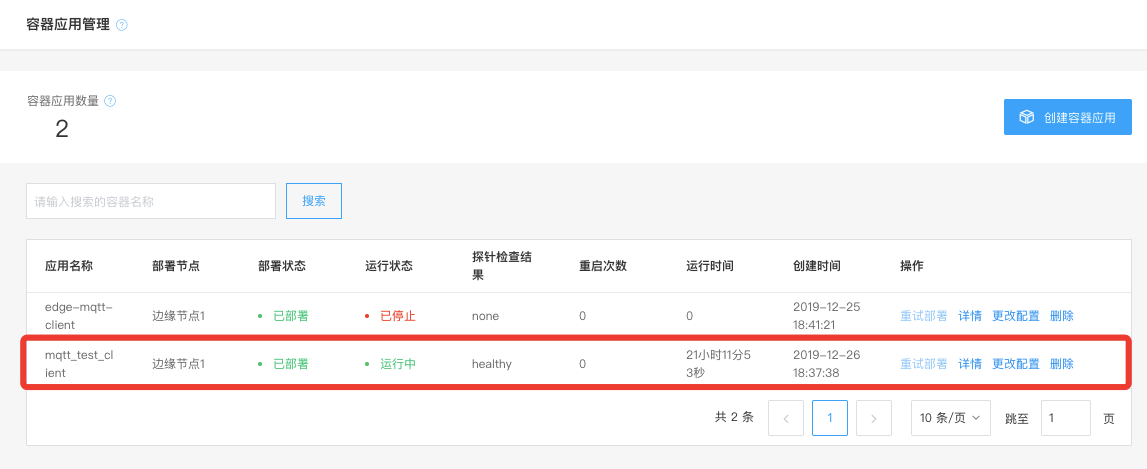 容器应用管理
容器应用数量
2
创建容器应用
请输入搜索的容器名称
搜索
应用名称 部署节点 部署状态 运行状态 探针检查结果 重启次数 运行时间 创建时间 操作
edge-mqtt-client 边缘节点1 已部署 已停止 none 0 0 2019-12-25 18:41:21 重试部署 详情 更改配置 删除
mqtt_test_client 边缘节点1 已部署 运行中 healthy 0 21小时11分53秒 2019-12-26 18:37:38 重试部署 详情 更改配置 删除
共 2 条 < 1 > 10 条/页 跳至 1 页